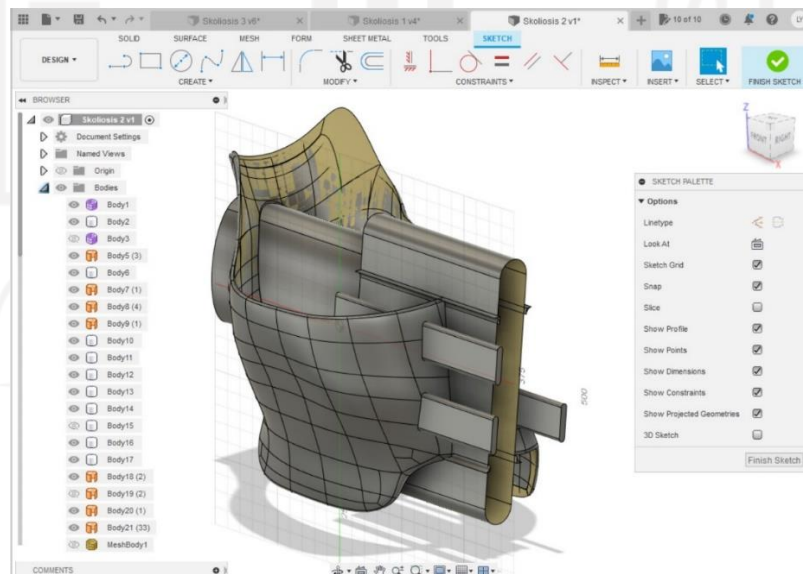 Skoliosis 3 v6*
Skoliosis 1 v4*
Skoliosis 2 v1*
10 of 10
SOLID SURFACE MESH FORM SHEET METAL TOOLS SKETCH
DESIGN
CREATE MODIFY CONSTRAINTS INSPECT INSERT SELECT FINISH SKETCH
BROWSER
Skoliosis 2 v1
Document Settings
Named Views
Origin
Bodies
Body1
Body2
Body3
Body5 (3)
Body6
Body7 (1)
Body8 (4)
Body9 (1)
Body10
Body11
Body12
Body13
Body14
Body15
Body16
Body17
Body18 (2)
Body19 (2)
Body20 (1)
Body21 (33)
MeshBody1
COMMENTS
375
500
Z
FRONT RIGHT
X
SKETCH PALETTE
Options
Linetype
Look At
Sketch Grid
Snap
Slice
Show Profile
Show Points
Show Dimensions
Show Constraints
Show Projected Geometries
3D Sketch
Finish Sketch